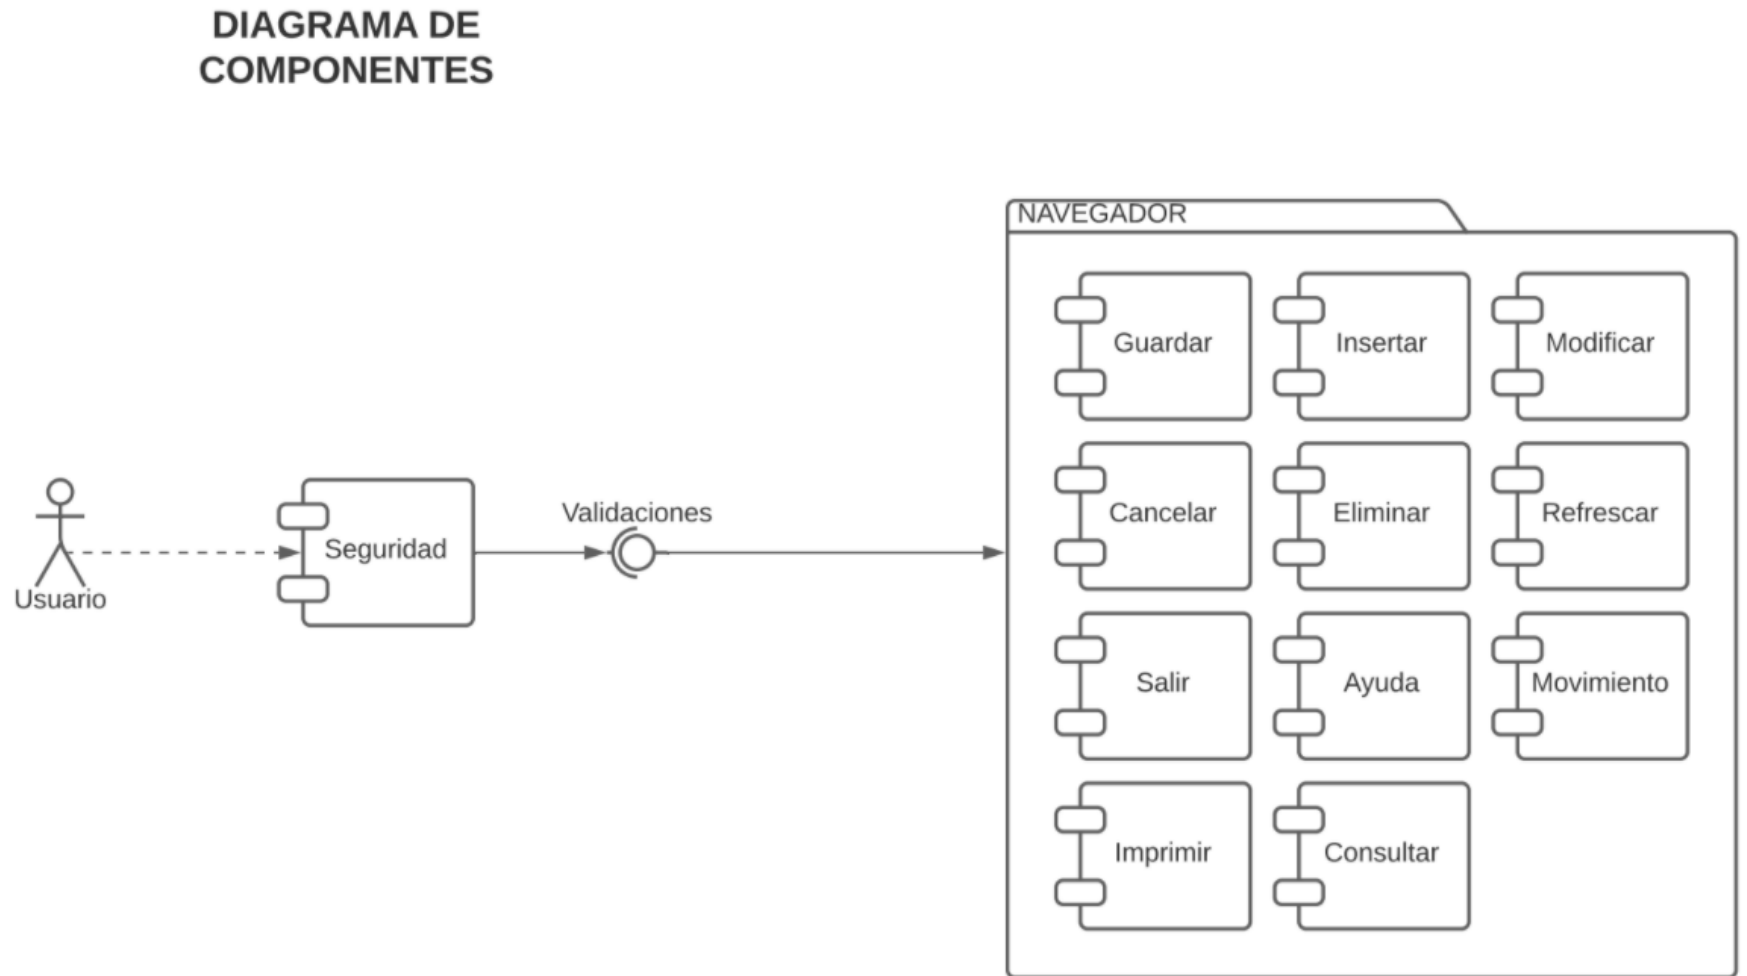 DIAGRAMA DE
COMPONENTES
NAVEGADOR
Guardar
Insertar
Modificar
Cancelar
Eliminar
Refrescar
Salir
Ayuda
Movimiento
Imprimir
Consultar
Validaciones
Seguridad
Usuario